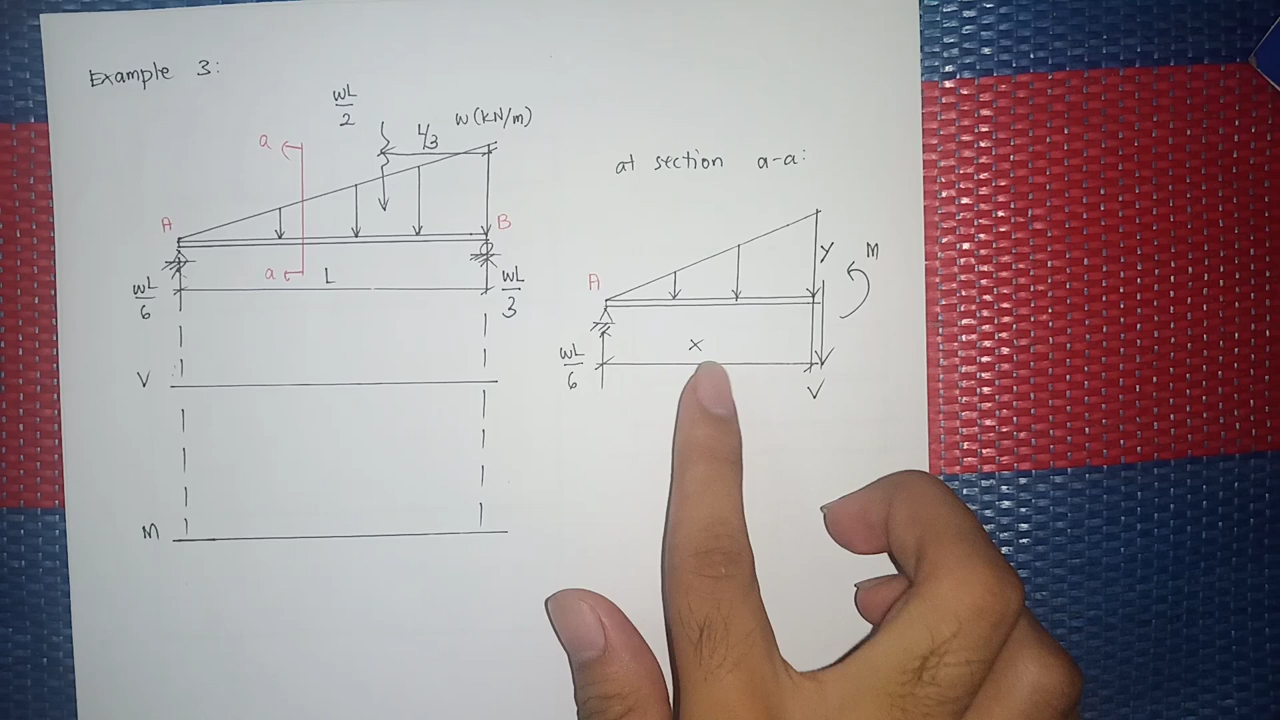 Example 3:
wL/2
L/3
w (kN/m)
a
A
B
a
L
wL/6
wL/3
V
M
at section a-a:
A
y
M
x
wL/6
V